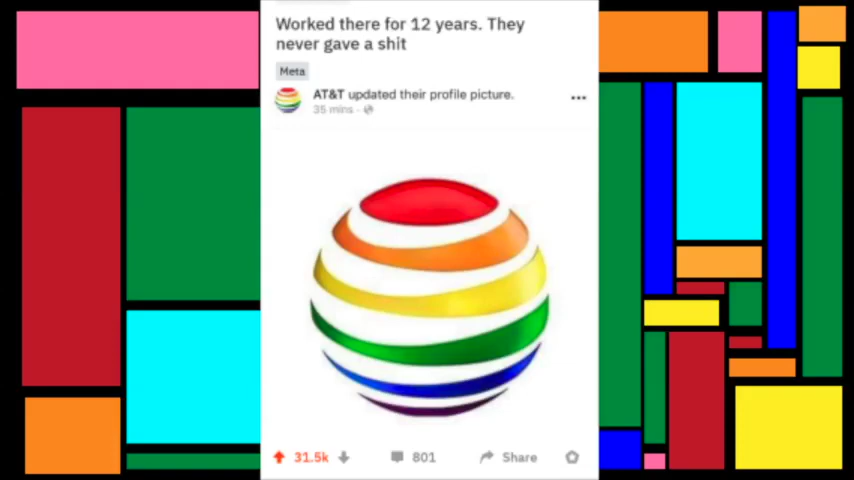 Worked there for 12 years. They
never gave a shit
Meta
AT&T updated their profile picture.
35 mins ·
31.5k
801
Share